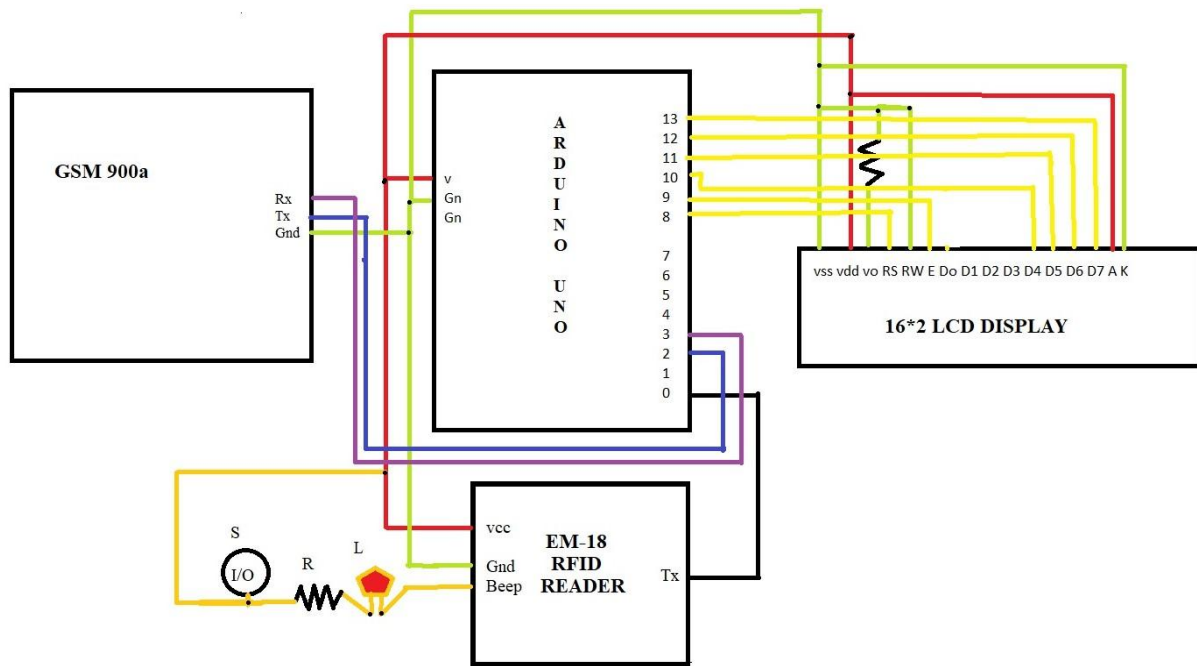 GSM 900a
Rx
Tx
Gnd
ARDUINO UNO
v
Gn
Gn
13
12
11
10
9
8
7
6
5
4
3
2
1
0
vss vdd vo RS RW E Do D1 D2 D3 D4 D5 D6 D7 A K
16*2 LCD DISPLAY
S
I/O
R
L
vcc
Gnd
Beep
EM-18
RFID
READER
Tx